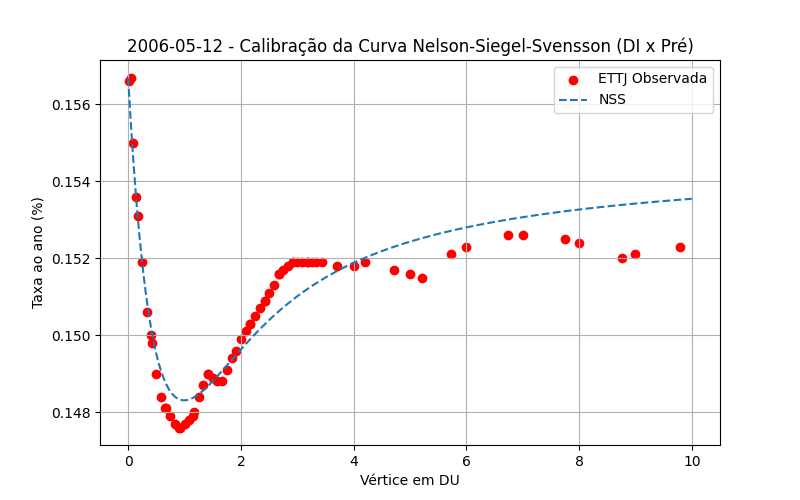 2006-05-12 - Calibração da Curva Nelson-Siegel-Svensson (DI x Pré)
ETTJ Observada
NSS
Taxa ao ano (%)
0.156
0.154
0.152
0.150
0.148
0 2 4 6 8 10
Vértice em DU